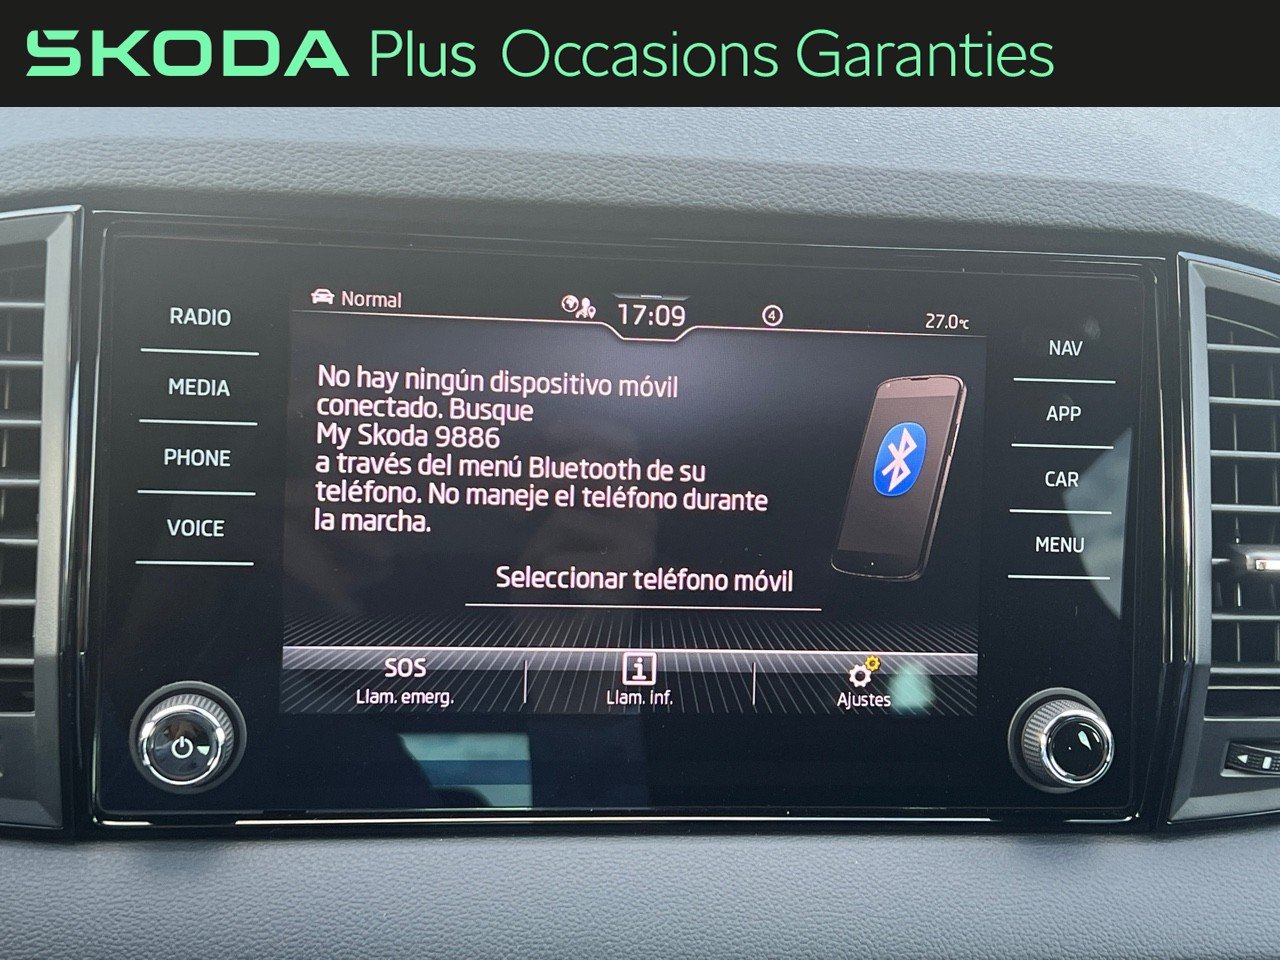 SKODA Plus Occasions Garanties
Normal
17:09
4
27.0°C
RADIO
MEDIA
PHONE
VOICE
No hay ningún dispositivo móvil
conectado. Busque
My Skoda 9886
a través del menú Bluetooth de su
teléfono. No maneje el teléfono durante
la marcha.
Seleccionar teléfono móvil
SOS
Llam. emerg.
i
Llam. inf.
Ajustes
NAV
APP
CAR
MENU